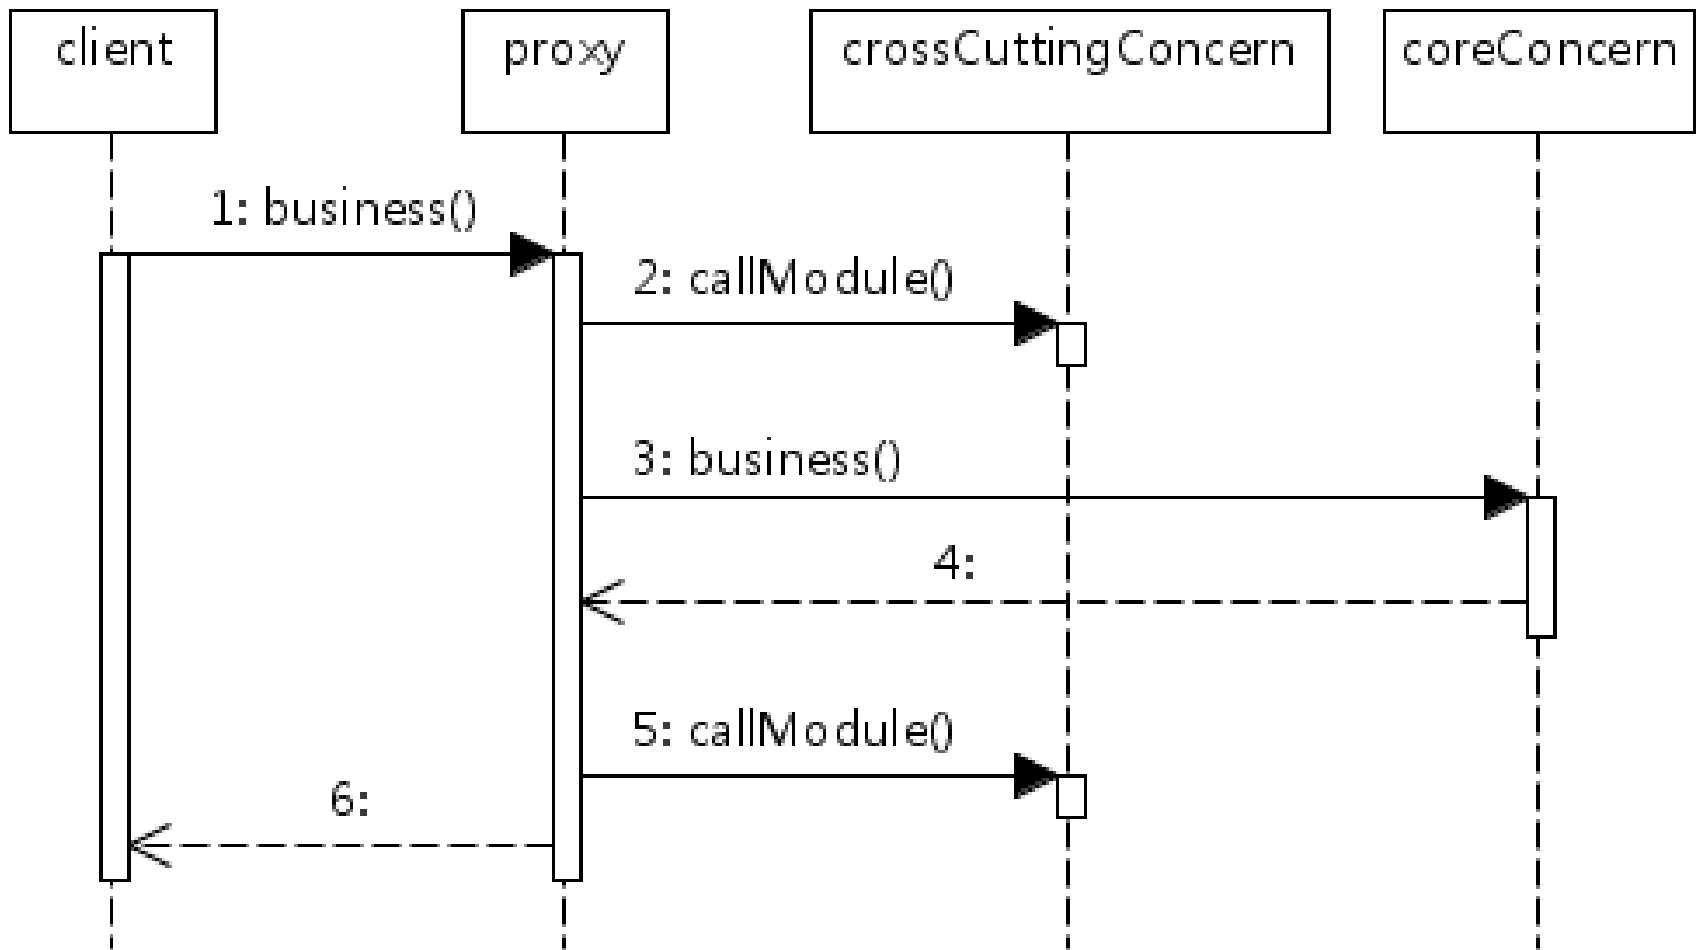 client
proxy
crossCuttingConcern
coreConcern
1: business()
2: callModule()
3: business()
4:
5: callModule()
6: